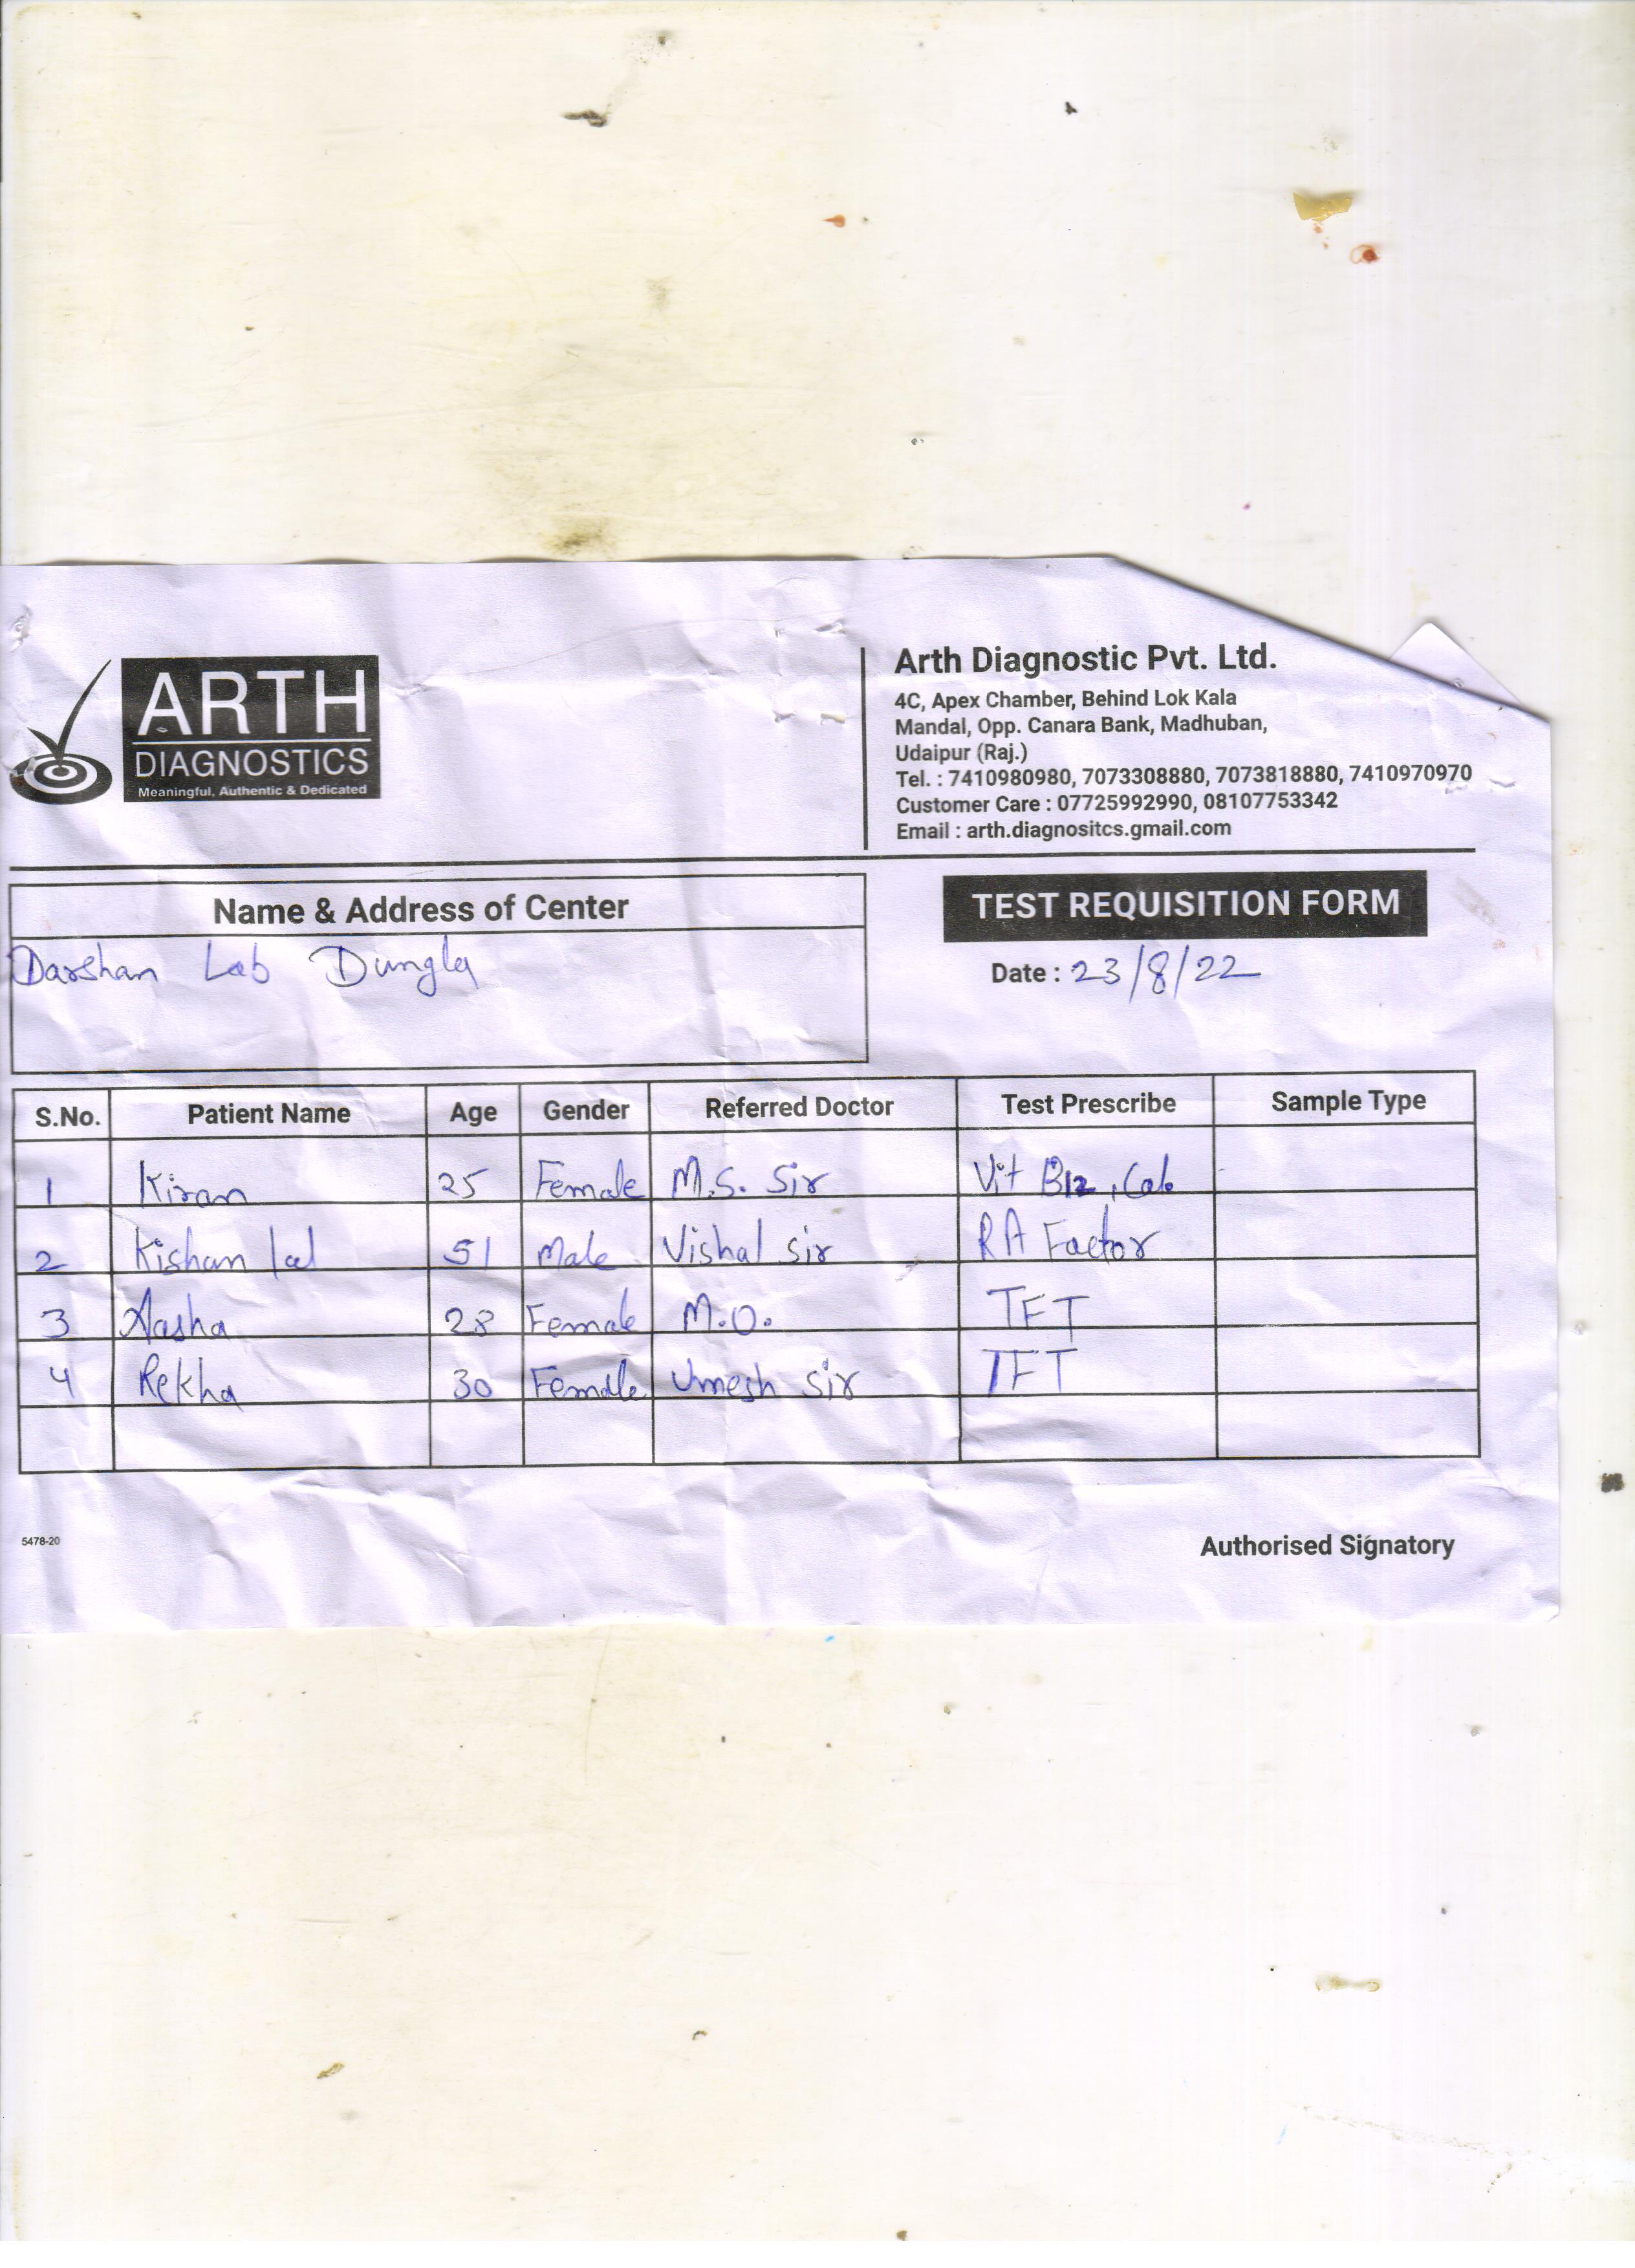 ARTH
DIAGNOSTICS
Meaningful, Authentic & Dedicated
Arth Diagnostic Pvt. Ltd.
4C, Apex Chamber, Behind Lok Kala
Mandal, Opp. Canara Bank, Madhuban,
Udaipur (Raj.)
Tel. : 7410980980, 7073308880, 7073818880, 7410970970
Customer Care : 07725992990, 08107753342
Email : arth.diagnositcs.gmail.com
Name & Address of Center
Darshan Lab Dungla
TEST REQUISITION FORM
Date : 23/8/22
S.No. Patient Name Age Gender Referred Doctor Test Prescribe Sample Type
1 Kiran 25 Female M.S. Sir Vit B12, Cal.
2 Kishan lal 51 Male Vishal Sir RA Factor
3 Aasha 28 Female M.O. TFT
4 Rekha 30 Female Umesh Sir TFT
5478-20
Authorised Signatory